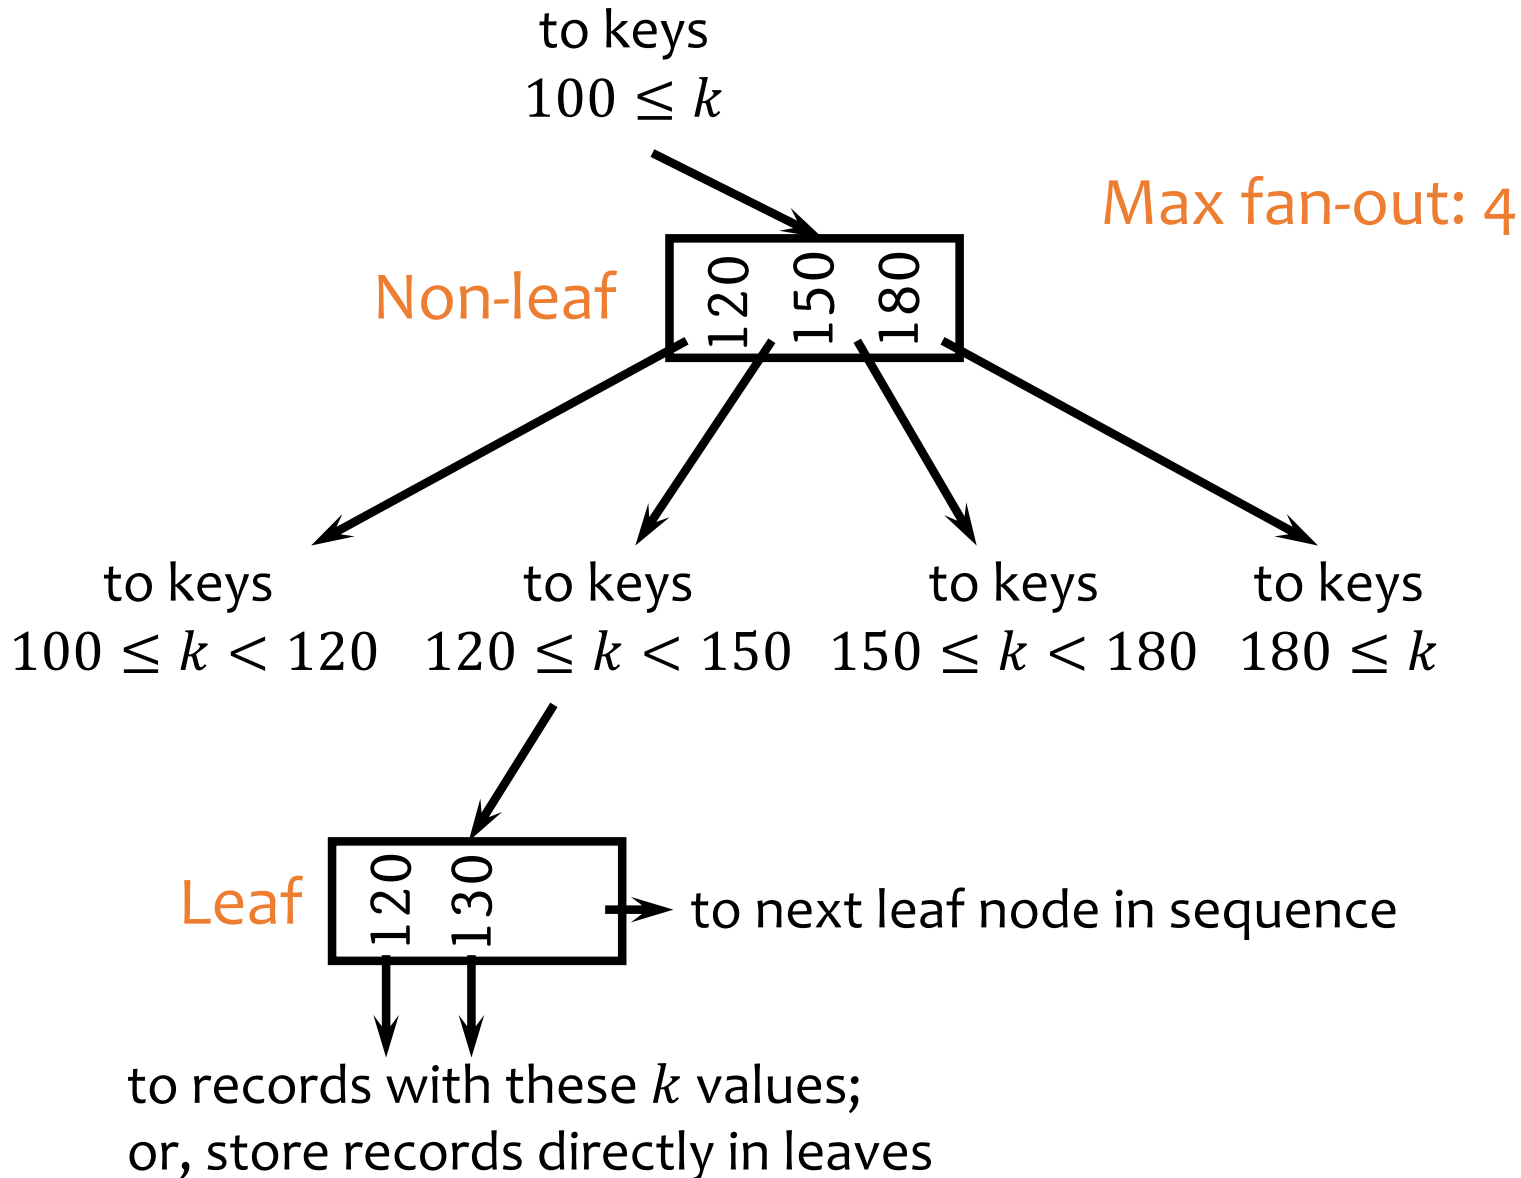 to keys
100 ≤ k
Max fan-out: 4
Non-leaf
120 150 180
to keys
100 ≤ k < 120
to keys
120 ≤ k < 150
to keys
150 ≤ k < 180
to keys
180 ≤ k
Leaf
120 130
to next leaf node in sequence
to records with these k values;
or, store records directly in leaves